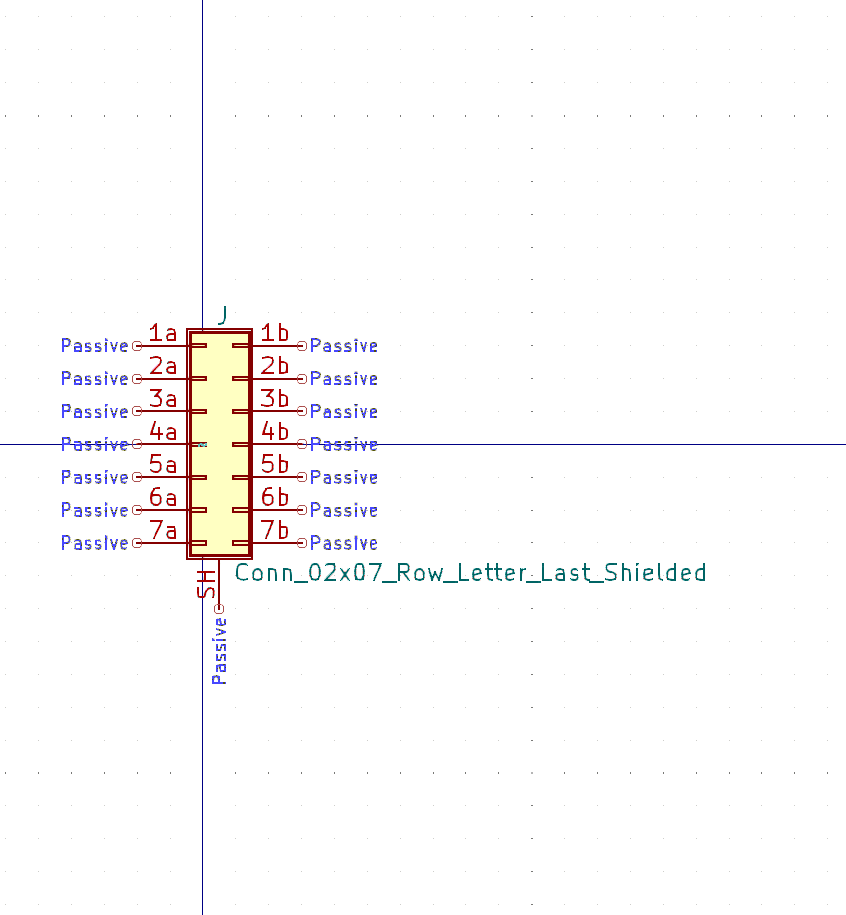 J
1a 1b
Passive Passive
2a 2b
Passive Passive
3a 3b
Passive Passive
4a 4b
Passive Passive
5a 5b
Passive Passive
6a 6b
Passive Passive
7a 7b
Passive Passive
SH
Conn_02x07_Row_Letter_Last_Shielded
Passive